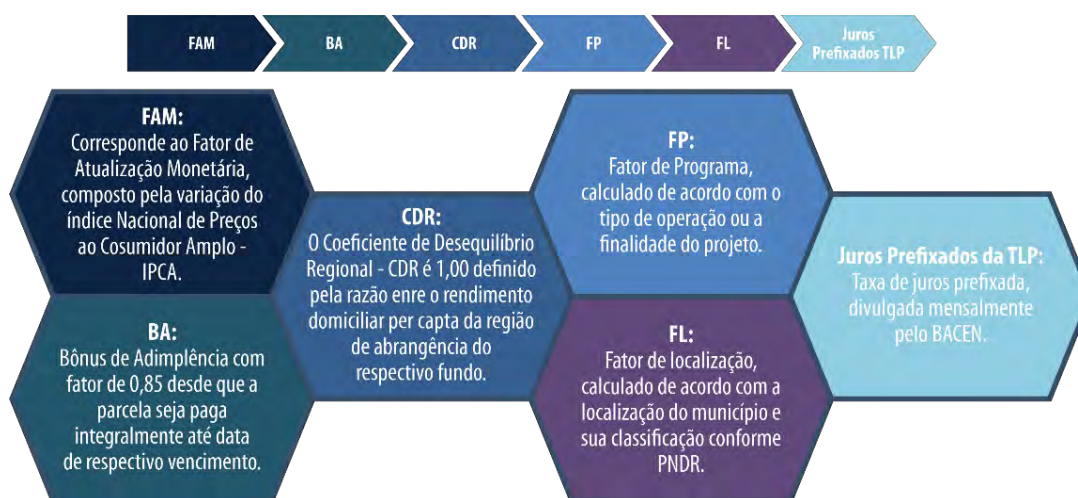 FAM
BA
CDR
FP
FL
Juros
Prefixados TLP
FAM:
Corresponde ao Fator de
Atualização Monetária,
composto pela variação do
índice Nacional de Preços
ao Cosumidor Amplo -
IPCA.
BA:
Bônus de Adimplência com
fator de 0,85 desde que a
parcela seja paga
integralmente até data
de respectivo vencimento.
CDR:
O Coeficiente de Desequilíbrio
Regional - CDR é 1,00 definido
pela razão enre o rendimento
domiciliar per capta da região
de abrangência do
respectivo fundo.
FP:
Fator de Programa,
calculado de acordo com o
tipo de operação ou a
finalidade do projeto.
FL:
Fator de localização,
calculado de acordo com a
localização do município e
sua classificação conforme
PNDR.
Juros Prefixados da TLP:
Taxa de juros prefixada,
divulgada mensalmente
pelo BACEN.